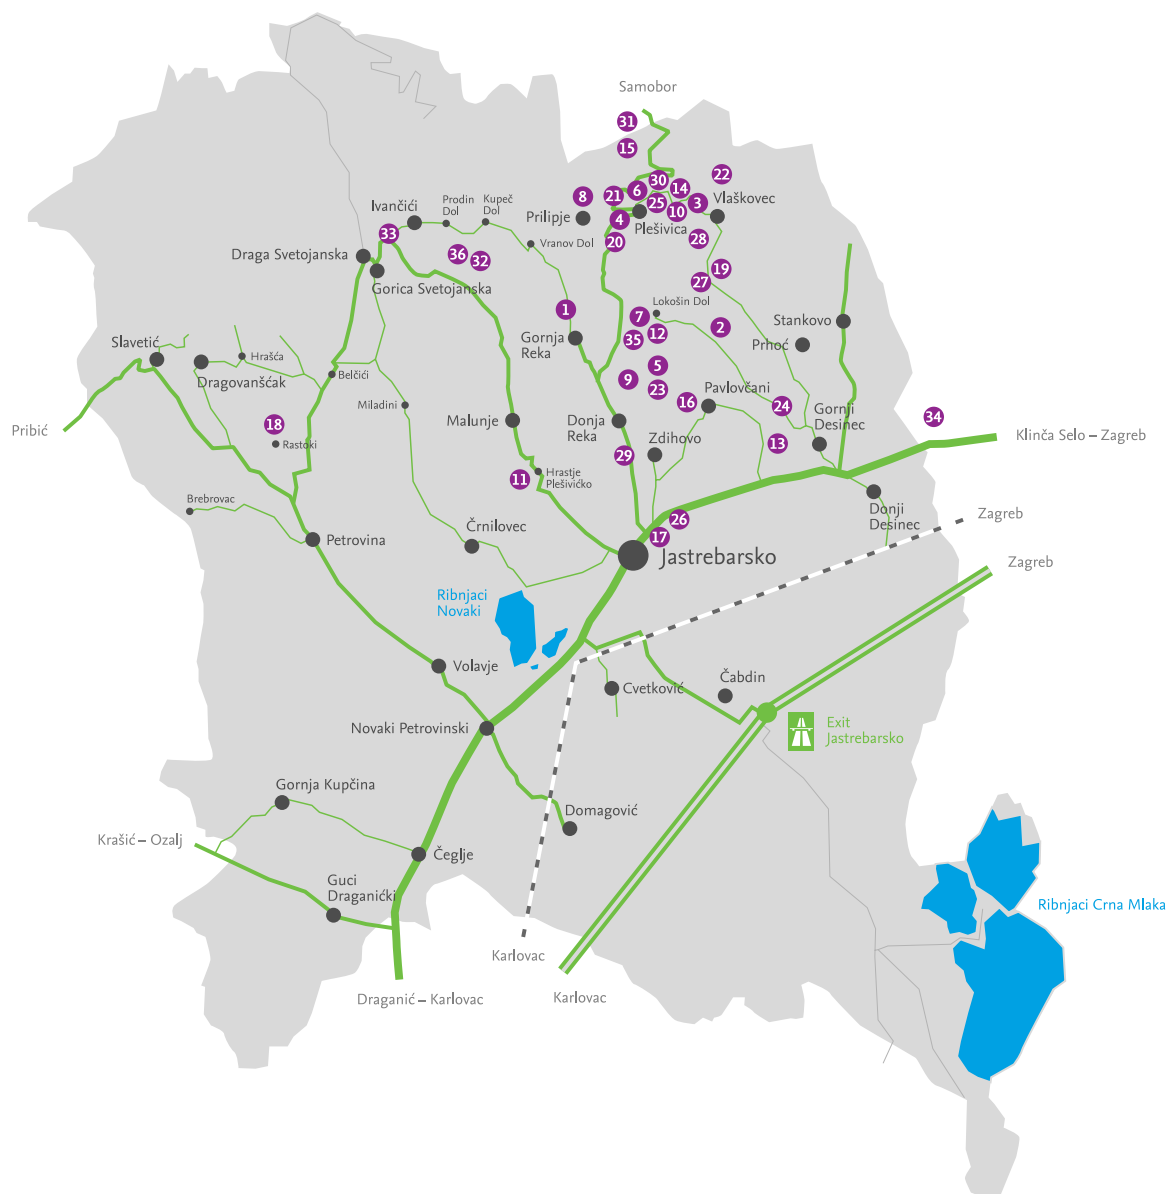 Samobor
31
15
22
30
14
6
8
21
25
3
Vlaškovec
Kupeč
Dol
Prodin
Dol
Ivančići
Prilipje
4
10
Plešivica
33
20
28
Vranov Dol
Draga Svetojanska
36
32
19
Gorica Svetojanska
27
1
Lokošin Dol
7
2
Stankovo
12
35
Gornja
Reka
Prhoć
Slavetić
Hrašća
Dragovanšćak
Belčići
5
9
23
Pavlovčani
16
24
Miladini
Gornji
Desinec
34
Pribić
18
Malunje
Donja
Reka
Klinča Selo – Zagreb
Rastoki
Zdihovo
13
29
Hrastje
Plešivičko
11
Brebrovac
Donji
Desinec
Zagreb
26
Črnilovec
17
Petrovina
Jastrebarsko
Zagreb
Ribnjaci
Novaki
Volavje
Čabdin
Cvetković
Novaki Petrovinski
Exit
Jastrebarsko
Gornja Kupčina
Domagović
Krašić – Ozalj
Čeglje
Guci
Draganićki
Ribnjaci Crna Mlaka
Karlovac
Draganić – Karlovac
Karlovac